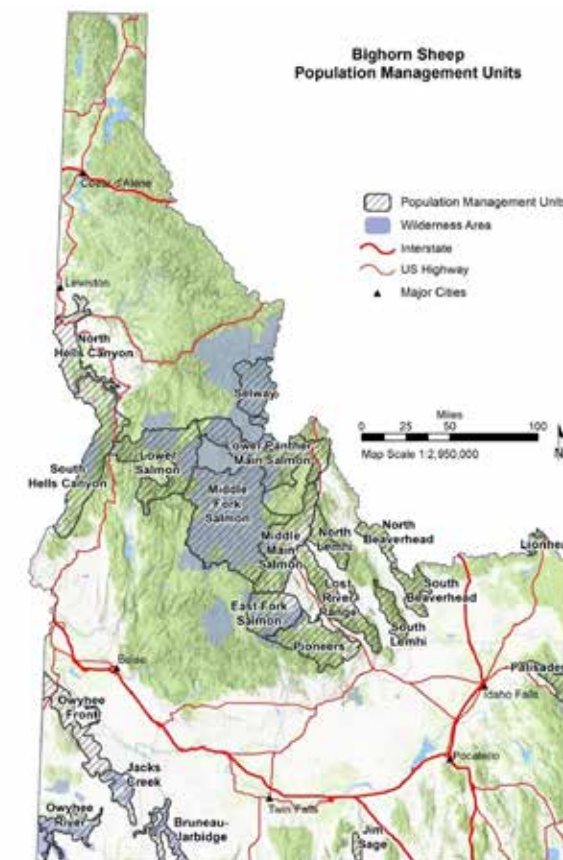 Bighorn Sheep
Population Management Units
Population Management Units
Wilderness Area
Interstate
US Highway
Major Cities
Coeur d'Alene
Lewiston
North
Hells Canyon
Selway
Miles
0 25 50 100
Map Scale 1:2,950,000
N
Lower Panther
Main Salmon
Lower
Salmon
South
Hells Canyon
Middle
Fork
Salmon
Middle
Main
Salmon
North
Lemhi
North
Beaverhead
Lionhead
Lost
River
Range
South
Beaverhead
East Fork
Salmon
South
Lemhi
Pioneers
Boise
Palisades
Idaho Falls
Owyhee
Front
Pocatello
Jacks
Creek
Twin Falls
Owyhee
River
Bruneau-
Jarbidge
Jim
Sage